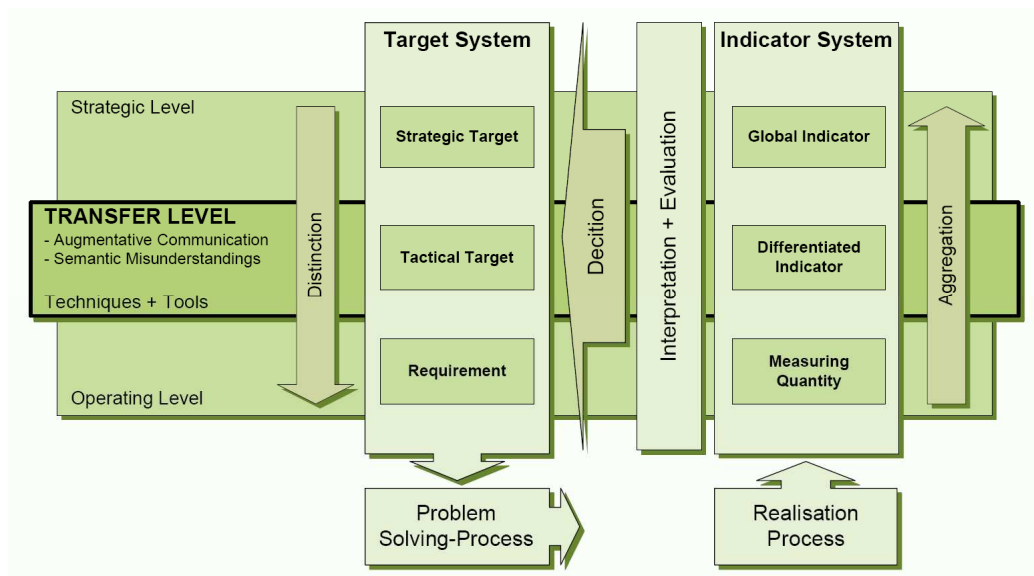 Target System
Indicator System
Strategic Level
Strategic Target
Global Indicator
TRANSFER LEVEL
- Augmentative Communication
- Semantic Misunderstandings
Techniques + Tools
Distinction
Tactical Target
Decition
Interpretation + Evaluation
Differentiated
Indicator
Aggregation
Requirement
Measuring
Quantity
Operating Level
Problem
Solving-Process
Realisation
Process